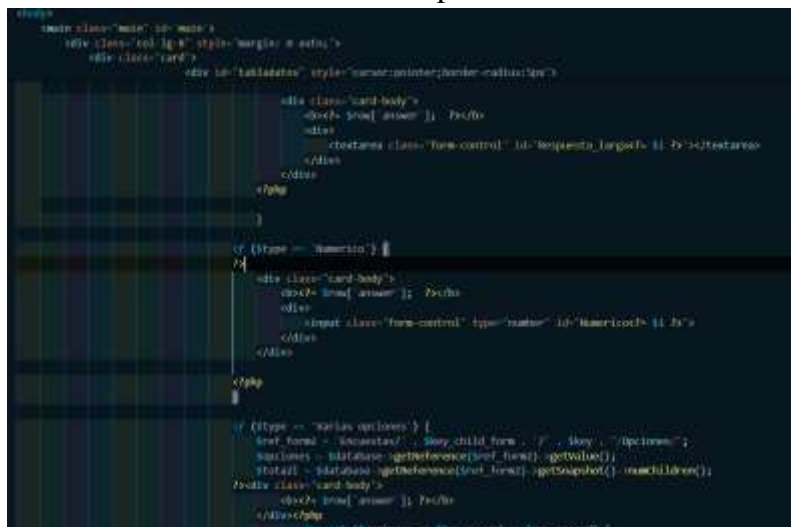 <body>
<main class="main" id="main">
<div class="col-lg-8" style="margin: 0 auto;">
<div class="card">
<div id="tabladatos" style="cursor:pointer;border-radius:5px">
<div class="card-body">
<b><?= $row['answer']; ?></b>
<div>
<textarea class="form-control" id="Respuesta_larga<?= $i ?>"></textarea>
</div>
</div>
<?php
}
if ($type == 'Numerico') {
?>
<div class="card-body">
<b><?= $row['answer']; ?></b>
<div>
<input class="form-control" type="number" id="Numerico<?= $i ?>">
</div>
</div>
<?php
}
if ($type == 'Varias opciones') {
$ref_form2 = 'Encuestas/' . $key_child_form . '/' . $key . '/Opciones/';
$opciones = $database->getReference($ref_form2)->getValue();
$total1 = $database->getReference($ref_form2)->getSnapshot()->numChildren();
?><div class="card-body">
<b><?= $row['answer']; ?></b>
</div><?php